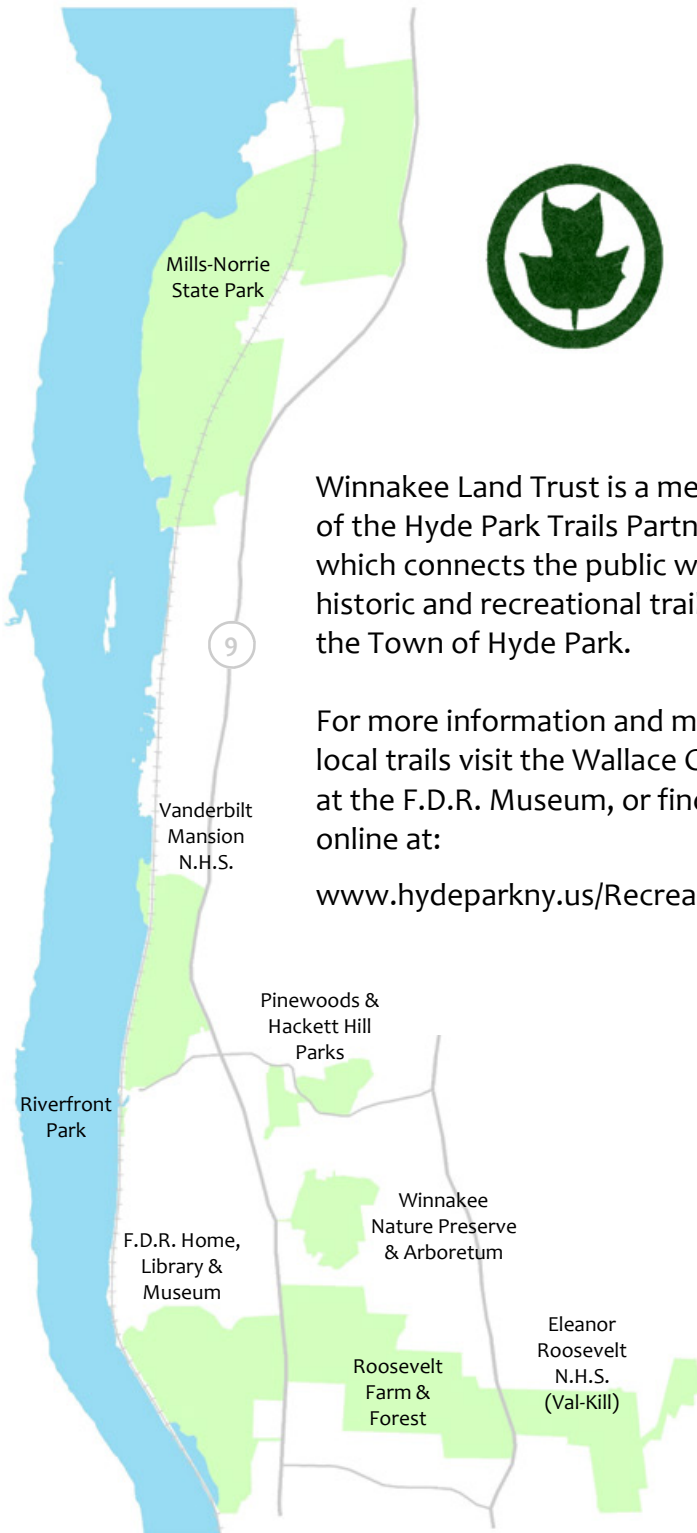 Mills-Norrie
State Park
Winnakee Land Trust is a me
of the Hyde Park Trails Partn
which connects the public w
historic and recreational trail
the Town of Hyde Park.
9
For more information and m
local trails visit the Wallace C
at the F.D.R. Museum, or find
online at:
www.hydeparkny.us/Recrea
Vanderbilt
Mansion
N.H.S.
Pinewoods &
Hackett Hill
Parks
Riverfront
Park
Winnakee
Nature Preserve
& Arboretum
F.D.R. Home,
Library &
Museum
Eleanor
Roosevelt
N.H.S.
(Val-Kill)
Roosevelt
Farm &
Forest